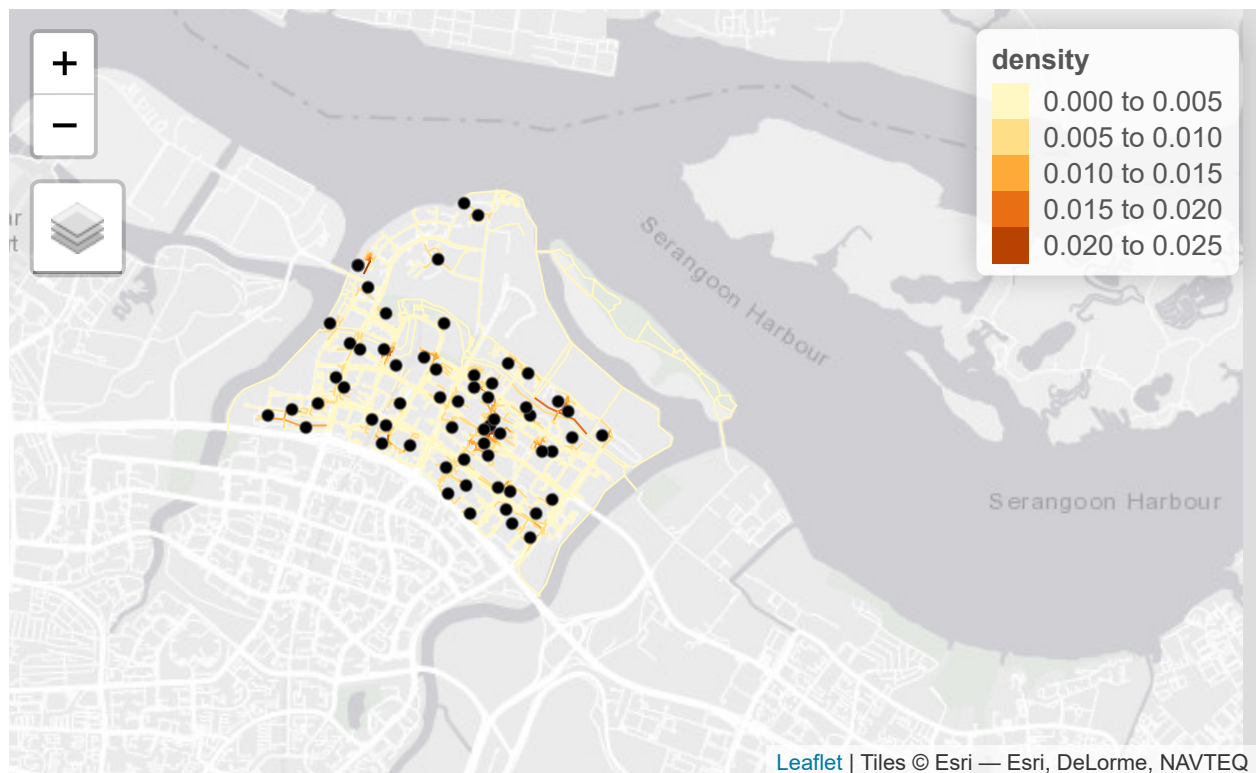 +
−
density
0.000 to 0.005
0.005 to 0.010
0.010 to 0.015
0.015 to 0.020
0.020 to 0.025
Serangoon Harbour
Serangoon Harbour
Leaflet | Tiles © Esri — Esri, DeLorme, NAVTEQ